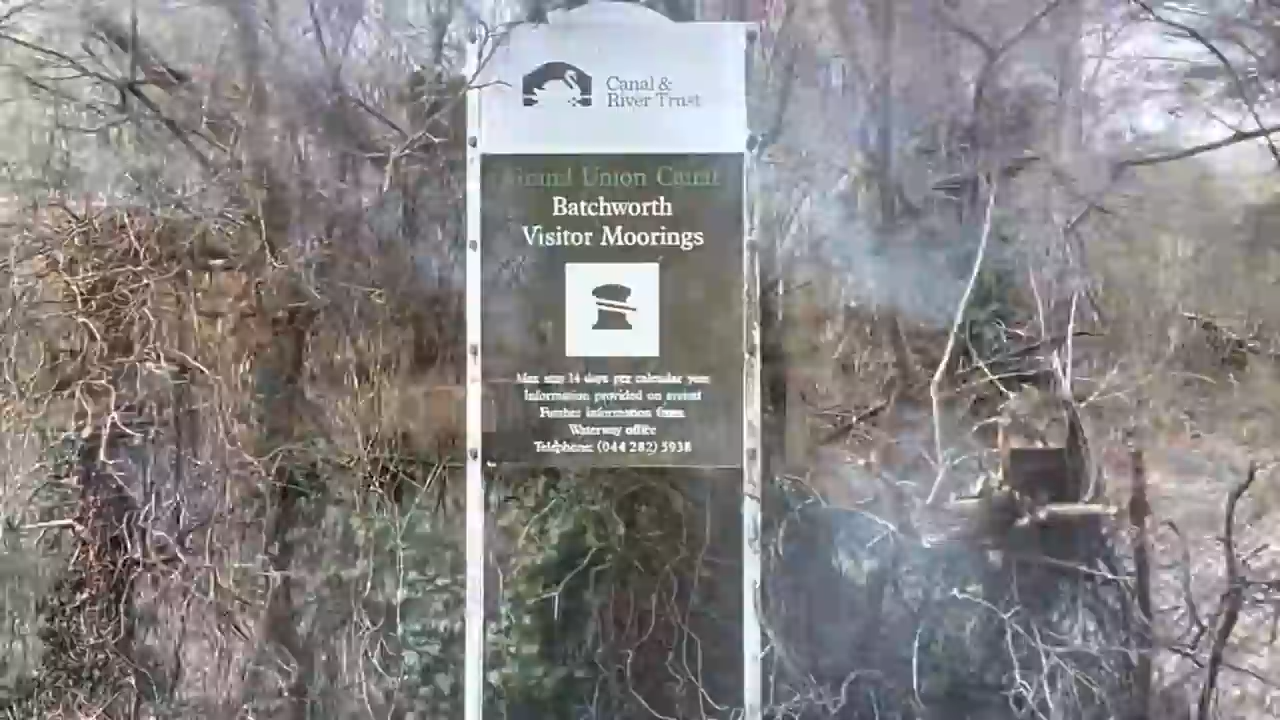 Canal &
River Trust
Grand Union Canal
Batchworth
Visitor Moorings
Max stay 14 days per calendar year
Information provided on
Further information from
Waterway office
Telephone: (044 282) 5938